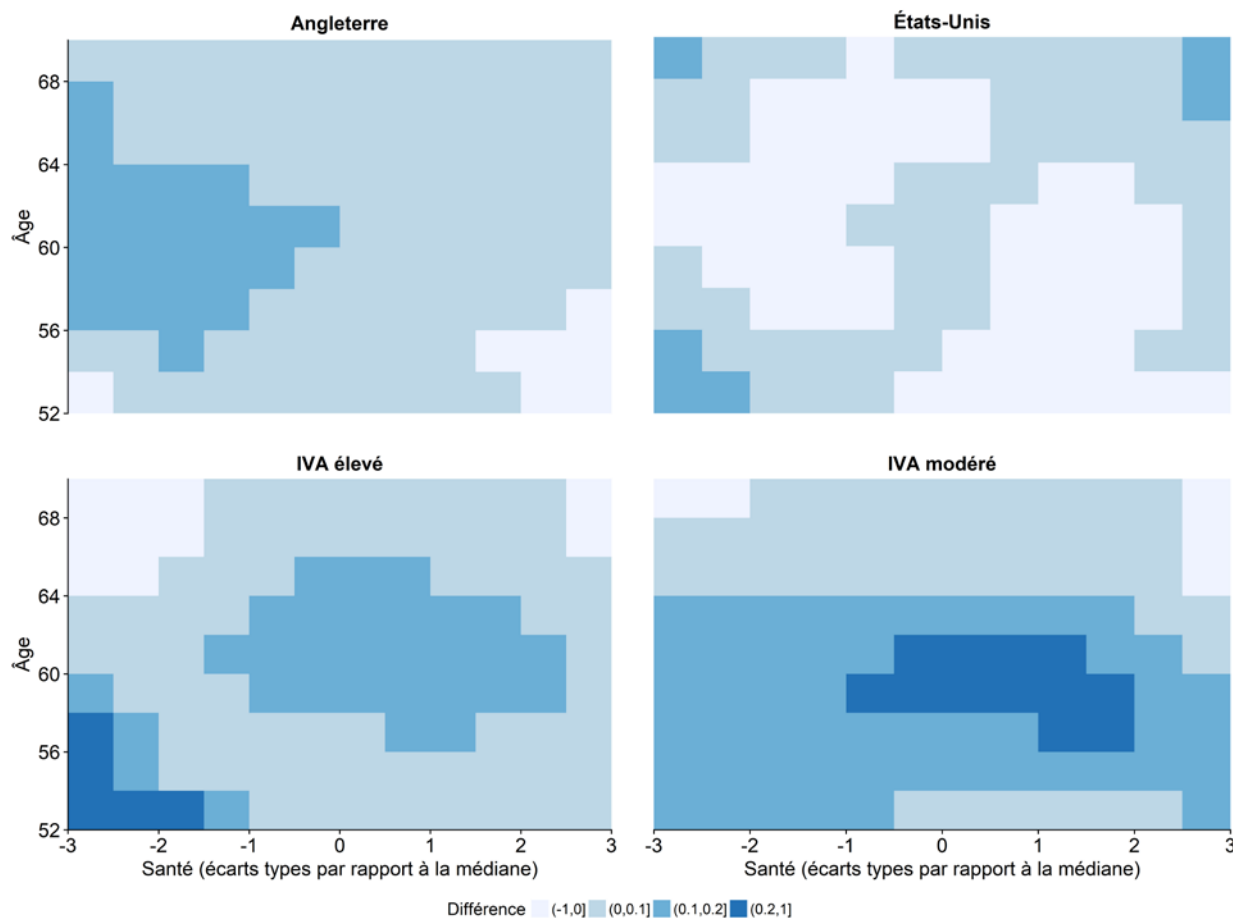 Angleterre
États-Unis
Âge
68
64
60
56
52
IVA élevé
IVA modéré
Âge
68
64
60
56
52
-3 -2 -1 0 1 2 3
-3 -2 -1 0 1 2 3
Santé (écarts types par rapport à la médiane)
Santé (écarts types par rapport à la médiane)
Différence (-1,0] (0,0.1] (0.1,0.2] (0.2,1]